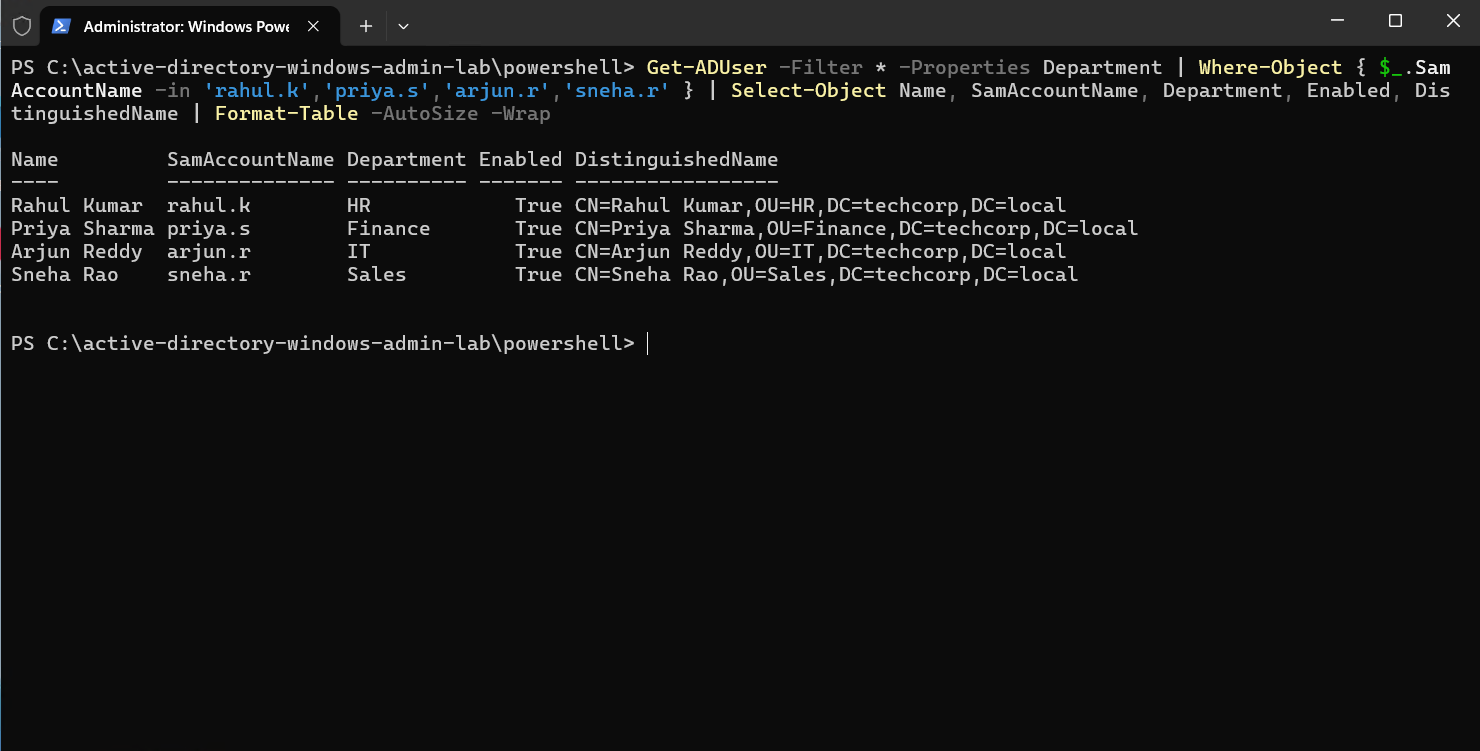 Administrator: Windows Powe
PS C:\active-directory-windows-admin-lab\powershell> Get-ADUser -Filter * -Properties Department | Where-Object { $_.Sam
AccountName -in 'rahul.k','priya.s','arjun.r','sneha.r' } | Select-Object Name, SamAccountName, Department, Enabled, Dis
tinguishedName | Format-Table -AutoSize -Wrap
Name         SamAccountName Department Enabled DistinguishedName
----         -------------- ---------- ------- -----------------
Rahul Kumar  rahul.k        HR            True CN=Rahul Kumar,OU=HR,DC=techcorp,DC=local
Priya Sharma priya.s        Finance       True CN=Priya Sharma,OU=Finance,DC=techcorp,DC=local
Arjun Reddy  arjun.r        IT            True CN=Arjun Reddy,OU=IT,DC=techcorp,DC=local
Sneha Rao    sneha.r        Sales         True CN=Sneha Rao,OU=Sales,DC=techcorp,DC=local
PS C:\active-directory-windows-admin-lab\powershell>